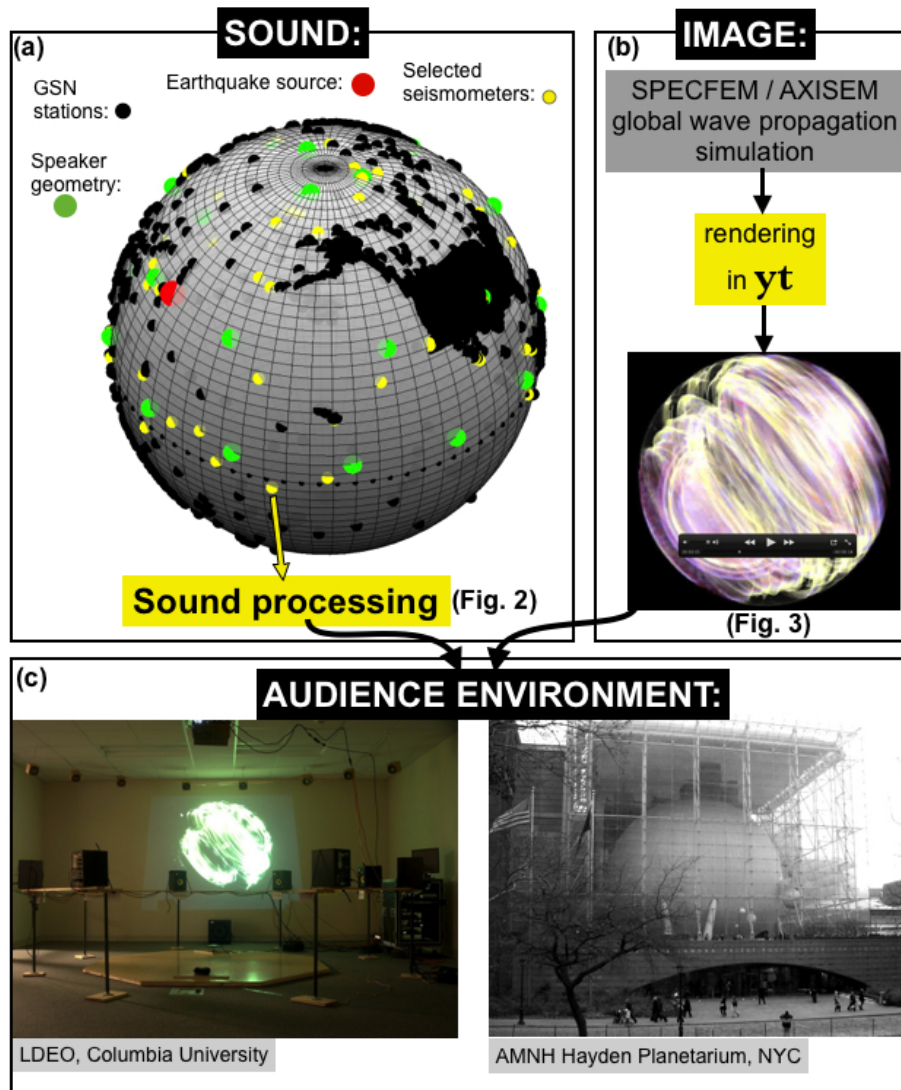 SOUND:
(a)
GSN
stations:
Earthquake source:
Selected
seismometers:
Speaker
geometry:
Sound processing (Fig. 2)
IMAGE:
(b)
SPECFEM / AXISEM
global wave propagation
simulation
rendering
in yt
(Fig. 3)
(c)
AUDIENCE ENVIRONMENT:
LDEO, Columbia University
AMNH Hayden Planetarium, NYC